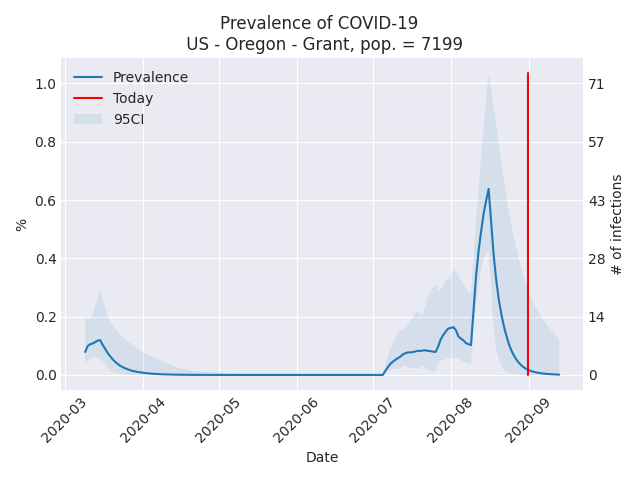 Prevalence of COVID-19
US - Oregon - Grant, pop. = 7199
Prevalence
Today
95CI
1.0
0.8
0.6
0.4
0.2
0.0
%
71
57
43
28
14
0
# of infections
2020-03
2020-04
2020-05
2020-06
2020-07
2020-08
2020-09
Date